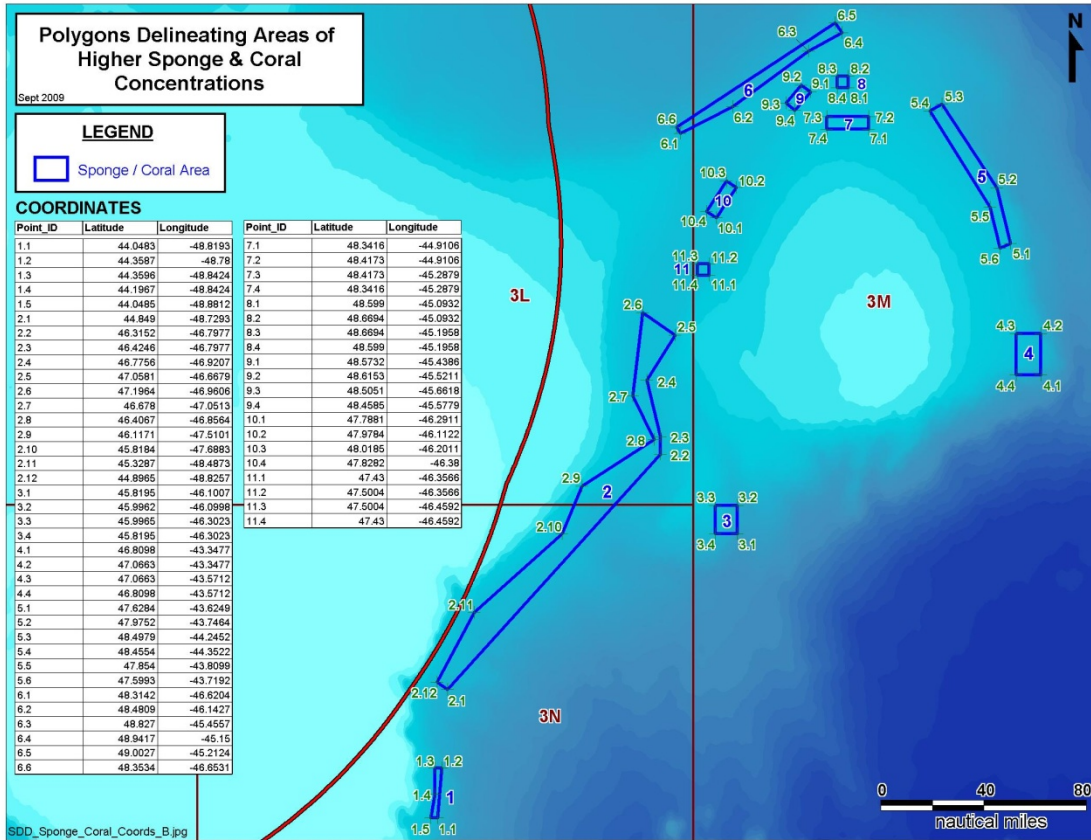 Polygons Delineating Areas of
Higher Sponge & Coral
Concentrations
Sept 2009
LEGEND
Sponge / Coral Area
COORDINATES
Point_ID Latitude Longitude
1.1 44.0483 -48.8193
1.2 44.3587 -48.78
1.3 44.3596 -48.8424
1.4 44.1967 -48.8424
1.5 44.0485 -48.8812
2.1 44.849 -48.7293
2.2 46.3152 -46.7977
2.3 46.4246 -46.7977
2.4 46.7756 -46.9207
2.5 47.0581 -46.6679
2.6 47.1964 -46.9606
2.7 46.678 -47.0513
2.8 46.4067 -46.8564
2.9 46.1171 -47.5101
2.10 45.8184 -47.6883
2.11 45.3287 -48.4873
2.12 44.8965 -48.8257
3.1 45.8195 -46.1007
3.2 45.9962 -46.0998
3.3 45.9965 -46.3023
3.4 45.8195 -46.3023
4.1 46.8098 -43.3477
4.2 47.0663 -43.3477
4.3 47.0663 -43.5712
4.4 46.8098 -43.5712
5.1 47.6284 -43.6249
5.2 47.9752 -43.7464
5.3 48.4979 -44.2452
5.4 48.4554 -44.3522
5.5 47.854 -43.8099
5.6 47.5993 -43.7192
6.1 48.3142 -46.6204
6.2 48.4809 -46.1427
6.3 48.827 -45.4557
6.4 48.9417 -45.15
6.5 49.0027 -45.2124
6.6 48.3534 -46.6531
Point_ID Latitude Longitude
7.1 48.3416 -44.9106
7.2 48.4173 -44.9106
7.3 48.4173 -45.2879
7.4 48.3416 -45.2879
8.1 48.599 -45.0932
8.2 48.6694 -45.0932
8.3 48.6694 -45.1958
8.4 48.599 -45.1958
9.1 48.5732 -45.4386
9.2 48.6153 -45.5211
9.3 48.5051 -45.6618
9.4 48.4585 -45.5779
10.1 47.7881 -46.2911
10.2 47.9784 -46.1122
10.3 48.0185 -46.2011
10.4 47.8282 -46.38
11.1 47.43 -46.3566
11.2 47.5004 -46.3566
11.3 47.5004 -46.4592
11.4 47.43 -46.4592
SDD_Sponge_Coral_Coords_B.jpg
N
6.5
6.3
6.4
6
6.6
6.2
6.1
8.3 8.2
8
8.4 8.1
9.2
9.1
9
9.3
9.4
7.3 7.2
7
7.4 7.1
5.4 5.3
5
5.2
5.5
5.1
5.6
10.3
10.2
10
10.4
10.1
11.3 11.2
11
11.4 11.1
3L
3M
4.3 4.2
4
4.4 4.1
2.6
2.5
2.4
2.7
2.8 2.3
2.2
2.9
2
2.10
2.11
2.12
2.1
3.3 3.2
3
3.4 3.1
3N
1.3 1.2
1.4 1
1.5 1.1
0 40 80
nautical miles